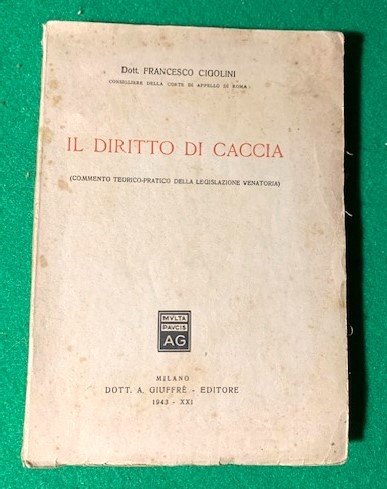 Dott. FRANCESCO CIGOLINI
CONSIGLIERE DELLA CORTE DI APPELLO DI ROMA
IL DIRITTO DI CACCIA
(COMMENTO TEORICO-PRATICO DELLA LEGISLAZIONE VENATORIA)
MVLTA
PAVCIS
AG
MILANO
DOTT. A. GIUFFRÈ - EDITORE
1943 - XXI